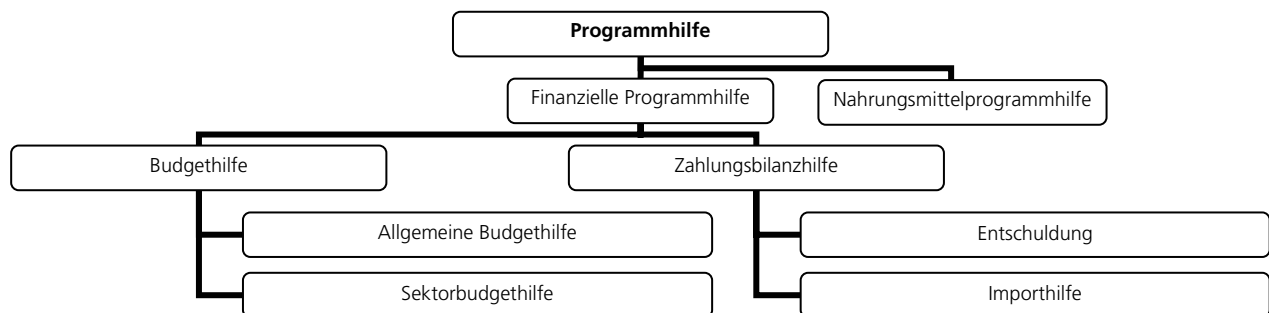 Programmhilfe
Finanzielle Programmhilfe
Nahrungsmittelprogrammhilfe
Budgethilfe
Zahlungsbilanzhilfe
Allgemeine Budgethilfe
Entschuldung
Sektorbudgethilfe
Importhilfe